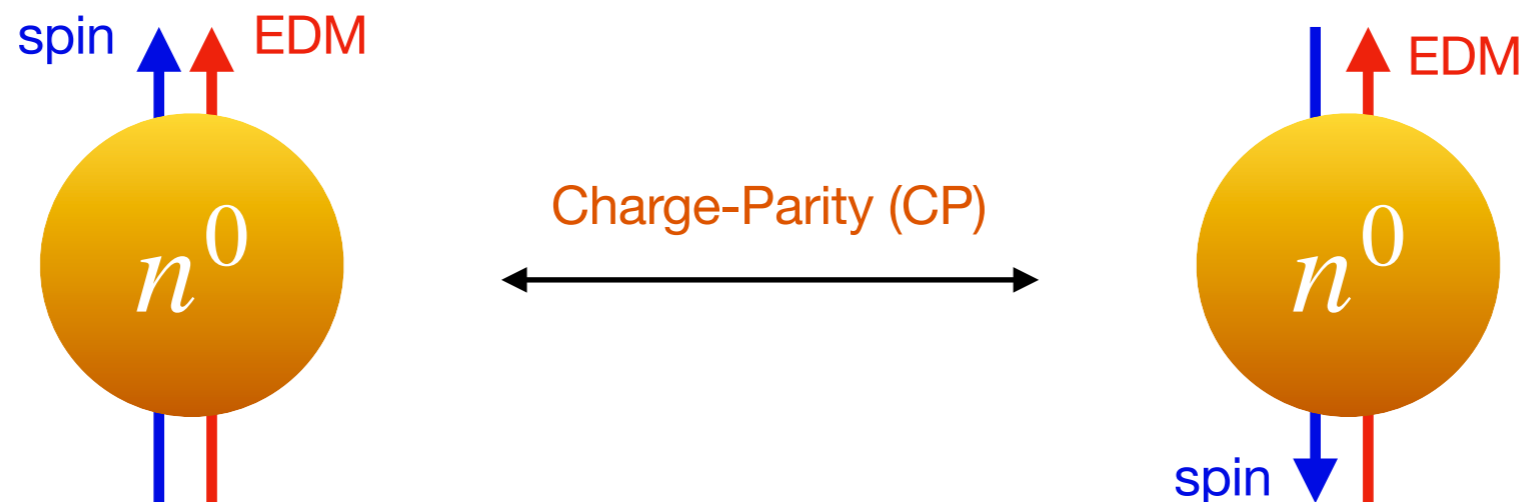 spin EDM
EDM
Charge-Parity (CP)
n⁰
n⁰
spin